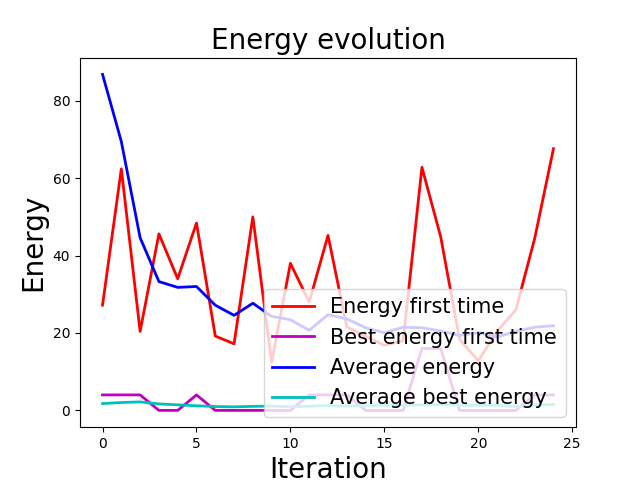 Energy evolution
80
60
40
20
0
Energy
Energy first time
Best energy first time
Average energy
Average best energy
0 5 10 15 20 25
Iteration